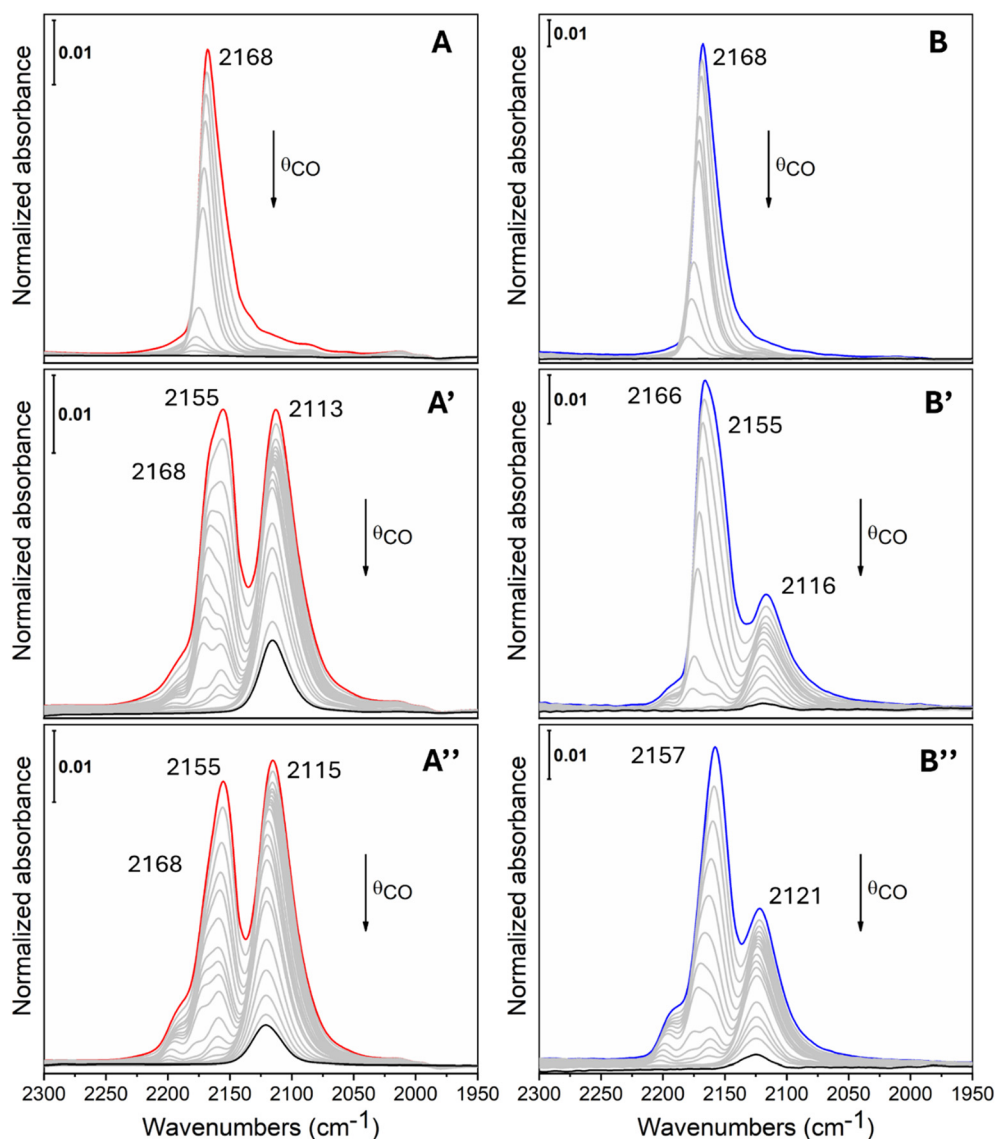 0.01
A
2168
θCO
Normalized absorbance
0.01
B
2168
θCO
Normalized absorbance
0.01
2155
2113
A’
2168
θCO
Normalized absorbance
0.01
2166
2155
B’
2116
θCO
Normalized absorbance
0.01
2155
2115
A’’
2168
θCO
Normalized absorbance
2300 2250 2200 2150 2100 2050 2000 1950
Wavenumbers (cm-1)
0.01
2157
B’’
2121
θCO
Normalized absorbance
2300 2250 2200 2150 2100 2050 2000 1950
Wavenumbers (cm-1)